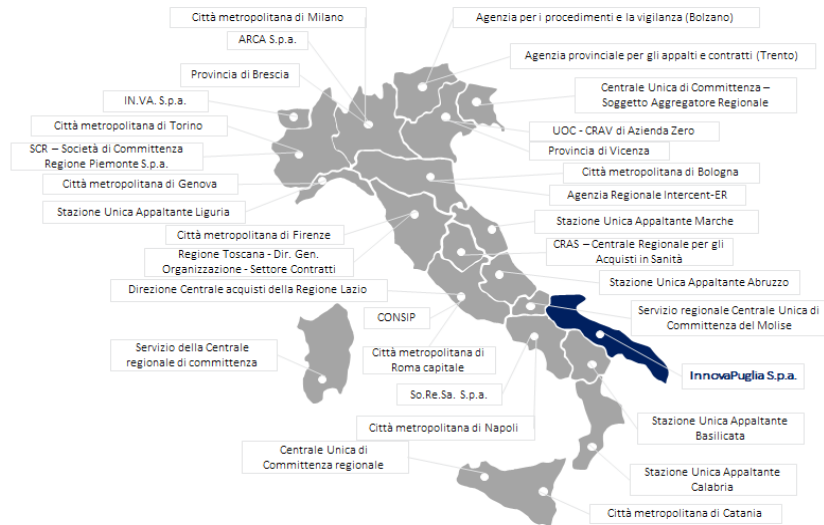 Città metropolitana di Milano
Agenzia per i procedimenti e la vigilanza (Bolzano)
ARCA S.p.a.
Agenzia provinciale per gli appalti e contratti (Trento)
Provincia di Brescia
Centrale Unica di Committenza –
Soggetto Aggregatore Regionale
IN.VA. S.p.a.
Città metropolitana di Torino
UOC - CRAV di Azienda Zero
SCR – Società di Committenza
Regione Piemonte S.p.a.
Provincia di Vicenza
Città metropolitana di Bologna
Città metropolitana di Genova
Agenzia Regionale Intercent-ER
Stazione Unica Appaltante Liguria
Stazione Unica Appaltante Marche
Città metropolitana di Firenze
CRAS – Centrale Regionale per gli
Acquisti in Sanità
Regione Toscana - Dir. Gen.
Organizzazione - Settore Contratti
Stazione Unica Appaltante Abruzzo
Direzione Centrale acquisti della Regione Lazio
Servizio regionale Centrale Unica di
Committenza del Molise
CONSIP
Servizio della Centrale
regionale di committenza
Città metropolitana di
Roma capitale
InnovaPuglia S.p.a.
So.Re.Sa. S.p.a.
Città metropolitana di Napoli
Stazione Unica Appaltante
Basilicata
Centrale Unica di
Committenza regionale
Stazione Unica Appaltante
Calabria
Città metropolitana di Catania